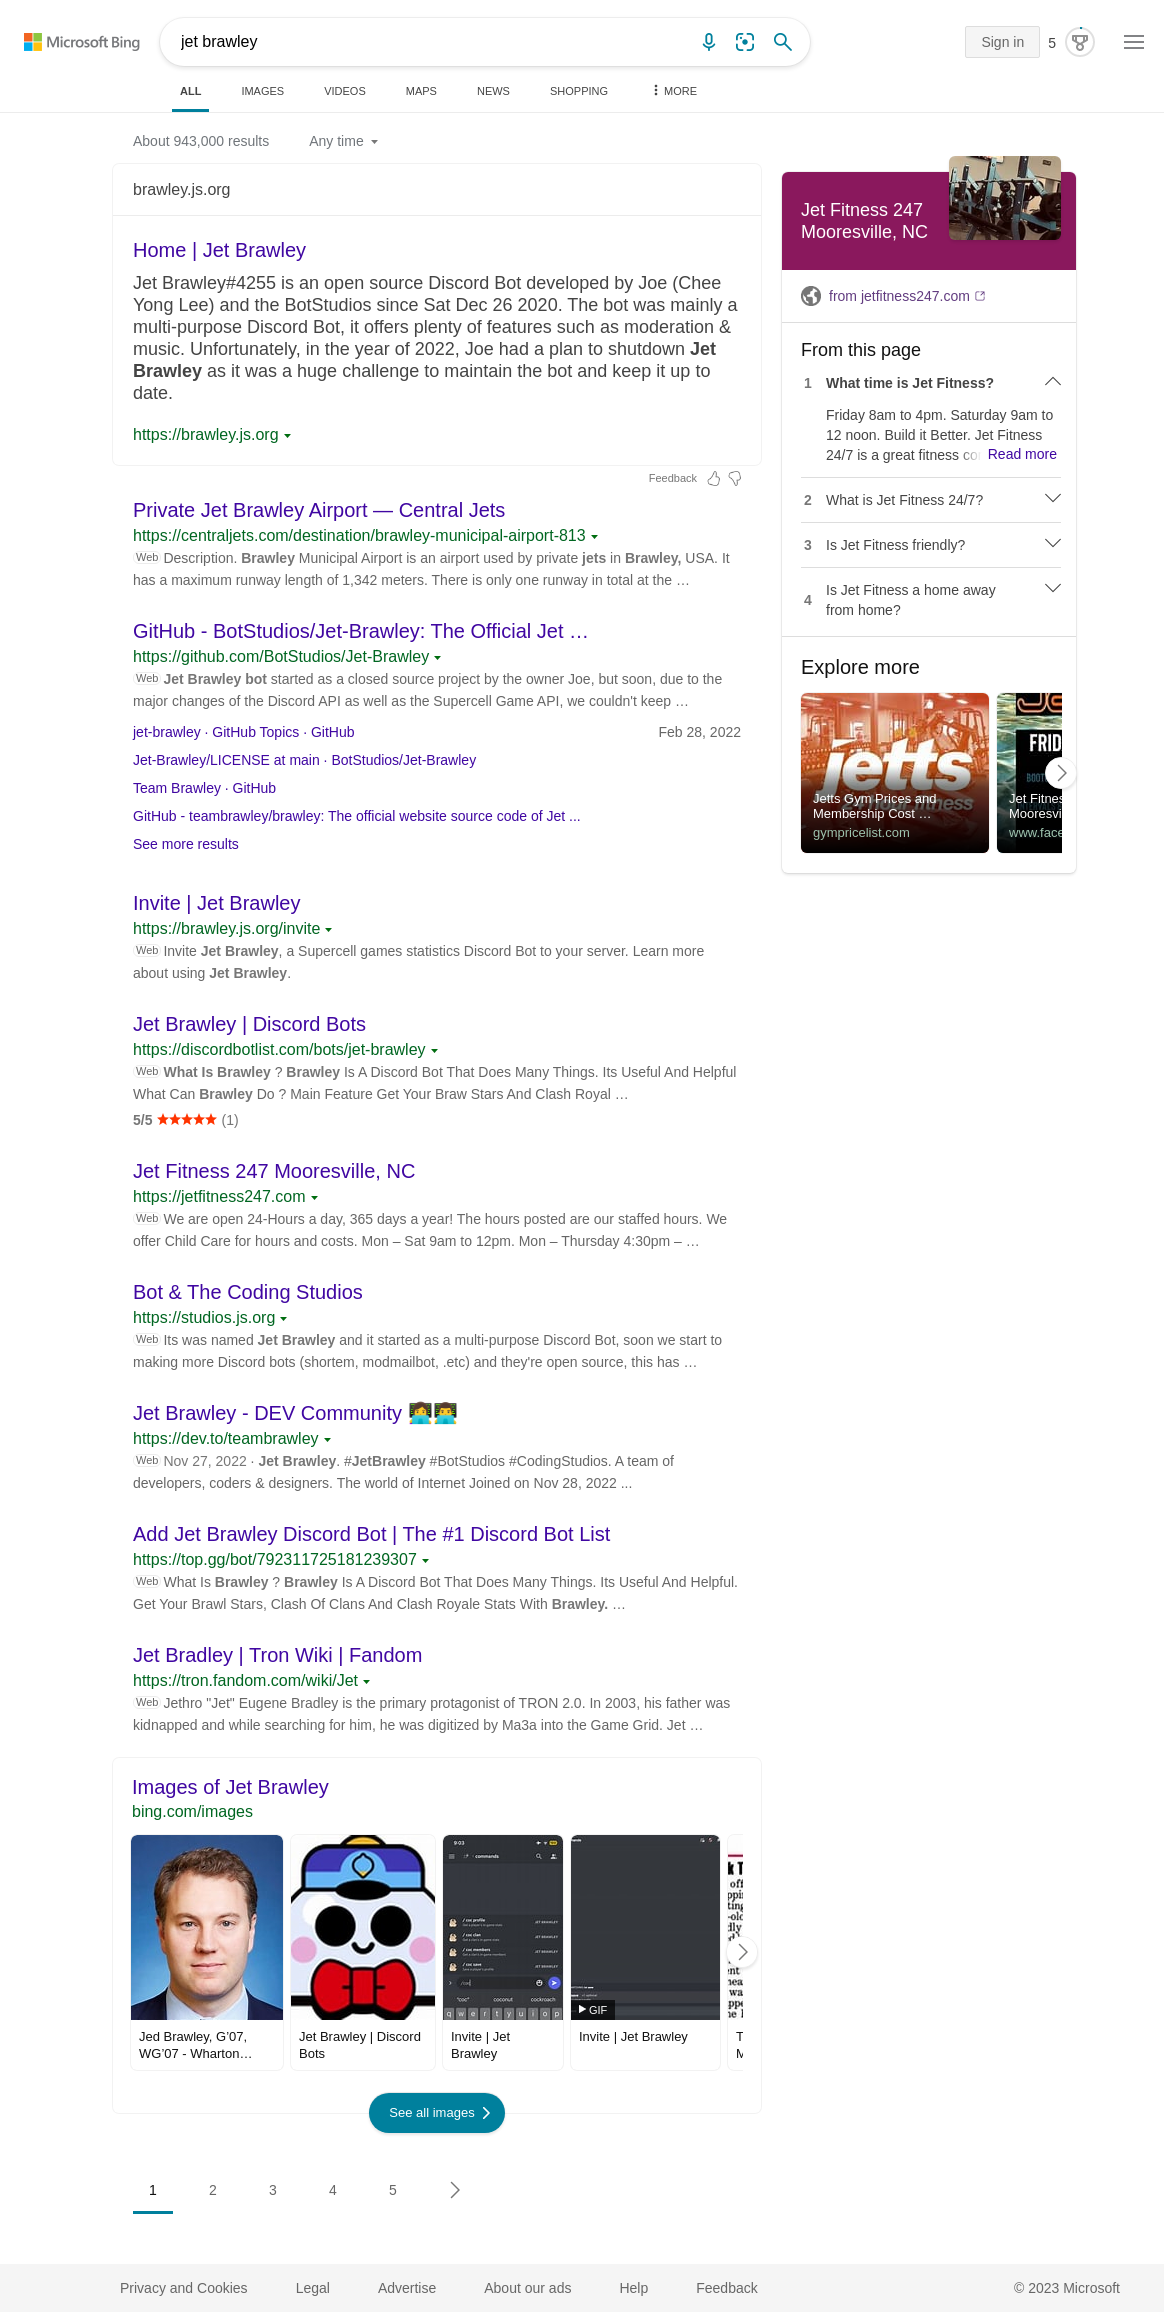 Microsoft Bing
jet brawley
Sign in
5
ALL
IMAGES
VIDEOS
MAPS
NEWS
SHOPPING
MORE
About 943,000 results
Any time
brawley.js.org
Home | Jet Brawley
Jet Brawley#4255 is an open source Discord Bot developed by Joe (Chee
Yong Lee) and the BotStudios since Sat Dec 26 2020. The bot was mainly a
multi-purpose Discord Bot, it offers plenty of features such as moderation &
music. Unfortunately, in the year of 2022, Joe had a plan to shutdown Jet
Brawley as it was a huge challenge to maintain the bot and keep it up to
date.
https://brawley.js.org
Feedback
Private Jet Brawley Airport — Central Jets
https://centraljets.com/destination/brawley-municipal-airport-813
Web Description. Brawley Municipal Airport is an airport used by private jets in Brawley, USA. It
has a maximum runway length of 1,342 meters. There is only one runway in total at the …
GitHub - BotStudios/Jet-Brawley: The Official Jet …
https://github.com/BotStudios/Jet-Brawley
Web Jet Brawley bot started as a closed source project by the owner Joe, but soon, due to the
major changes of the Discord API as well as the Supercell Game API, we couldn't keep …
jet-brawley · GitHub Topics · GitHub
Feb 28, 2022
Jet-Brawley/LICENSE at main · BotStudios/Jet-Brawley
Team Brawley · GitHub
GitHub - teambrawley/brawley: The official website source code of Jet ...
See more results
Invite | Jet Brawley
https://brawley.js.org/invite
Web Invite Jet Brawley, a Supercell games statistics Discord Bot to your server. Learn more
about using Jet Brawley.
Jet Brawley | Discord Bots
https://discordbotlist.com/bots/jet-brawley
Web What Is Brawley ? Brawley Is A Discord Bot That Does Many Things. Its Useful And Helpful
What Can Brawley Do ? Main Feature Get Your Braw Stars And Clash Royal …
5/5 ★★★★★ (1)
Jet Fitness 247 Mooresville, NC
https://jetfitness247.com
Web We are open 24-Hours a day, 365 days a year! The hours posted are our staffed hours. We
offer Child Care for hours and costs. Mon – Sat 9am to 12pm. Mon – Thursday 4:30pm – …
Bot & The Coding Studios
https://studios.js.org
Web Its was named Jet Brawley and it started as a multi-purpose Discord Bot, soon we start to
making more Discord bots (shortem, modmailbot, .etc) and they're open source, this has …
Jet Brawley - DEV Community 👩‍💻👨‍💻
https://dev.to/teambrawley
Web Nov 27, 2022 · Jet Brawley. #JetBrawley #BotStudios #CodingStudios. A team of
developers, coders & designers. The world of Internet Joined on Nov 28, 2022 ...
Add Jet Brawley Discord Bot | The #1 Discord Bot List
https://top.gg/bot/792311725181239307
Web What Is Brawley ? Brawley Is A Discord Bot That Does Many Things. Its Useful And Helpful.
Get Your Brawl Stars, Clash Of Clans And Clash Royale Stats With Brawley. …
Jet Bradley | Tron Wiki | Fandom
https://tron.fandom.com/wiki/Jet
Web Jethro "Jet" Eugene Bradley is the primary protagonist of TRON 2.0. In 2003, his father was
kidnapped and while searching for him, he was digitized by Ma3a into the Game Grid. Jet …
Images of Jet Brawley
bing.com/images
9:03
commands
/ coc profile
JET BRAWLEY
/ coc clan
JET BRAWLEY
/ coc members
JET BRAWLEY
/ coc save
JET BRAWLEY
/coc
"coc"
coconut
cockroach
q w e r t y u i o p
GIF
Jed Brawley, G’07,
WG’07 - Wharton…
Jet Brawley | Discord
Bots
Invite | Jet
Brawley
Invite | Jet Brawley
See all images
1
2
3
4
5
Jet Fitness 247
Mooresville, NC
from jetfitness247.com
From this page
1 What time is Jet Fitness?
Friday 8am to 4pm. Saturday 9am to
12 noon. Build it Better. Jet Fitness
24/7 is a great fitness co Read more
2 What is Jet Fitness 24/7?
3 Is Jet Fitness friendly?
4 Is Jet Fitness a home away
from home?
Explore more
jetts
24 hour fitness
Jetts Gym Prices and
Membership Cost …
gympricelist.com
FRID
BOOT
Jet Fitnes
Mooresvi
www.face
Privacy and Cookies
Legal
Advertise
About our ads
Help
Feedback
© 2023 Microsoft